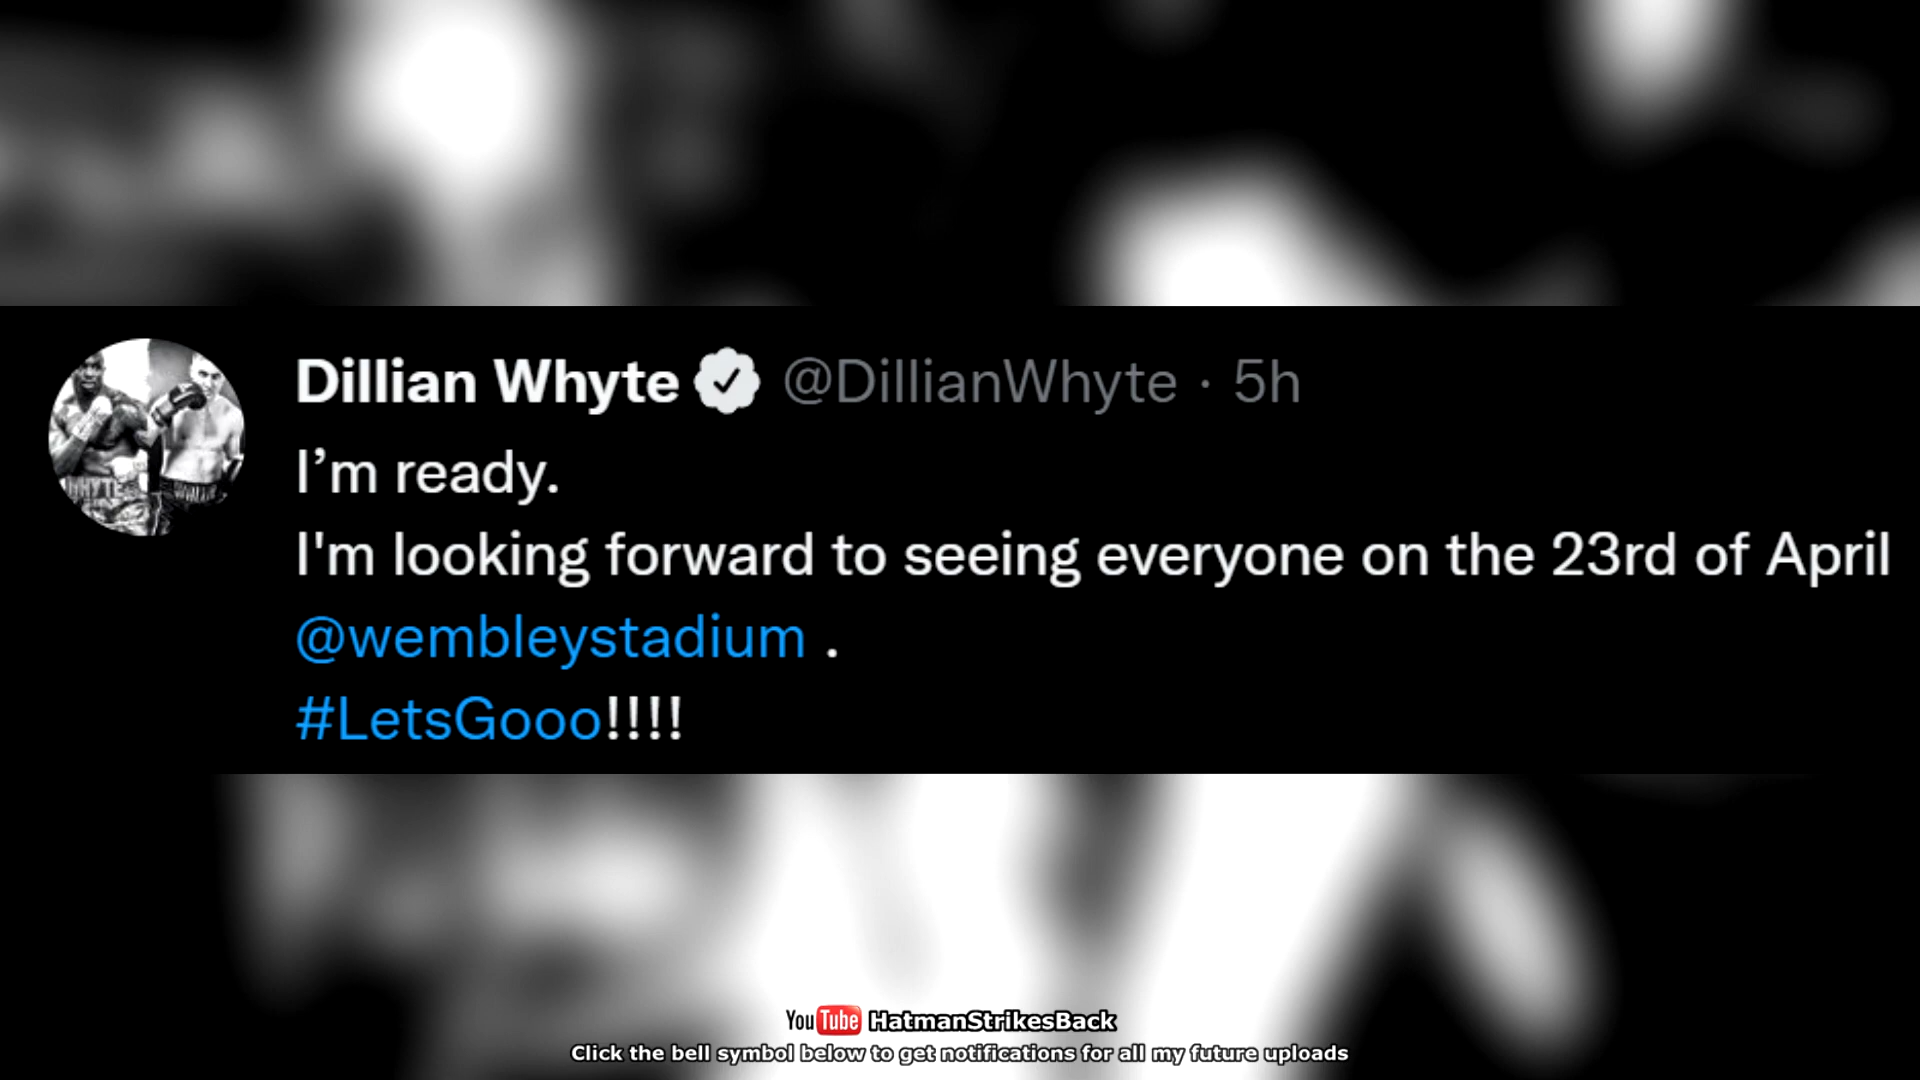 Dillian Whyte @DillianWhyte · 5h
I’m ready.
I'm looking forward to seeing everyone on the 23rd of April
@wembleystadium .
#LetsGooo!!!!
YouTube HatmanStrikesBack
Click the bell symbol below to get notifications for all my future uploads